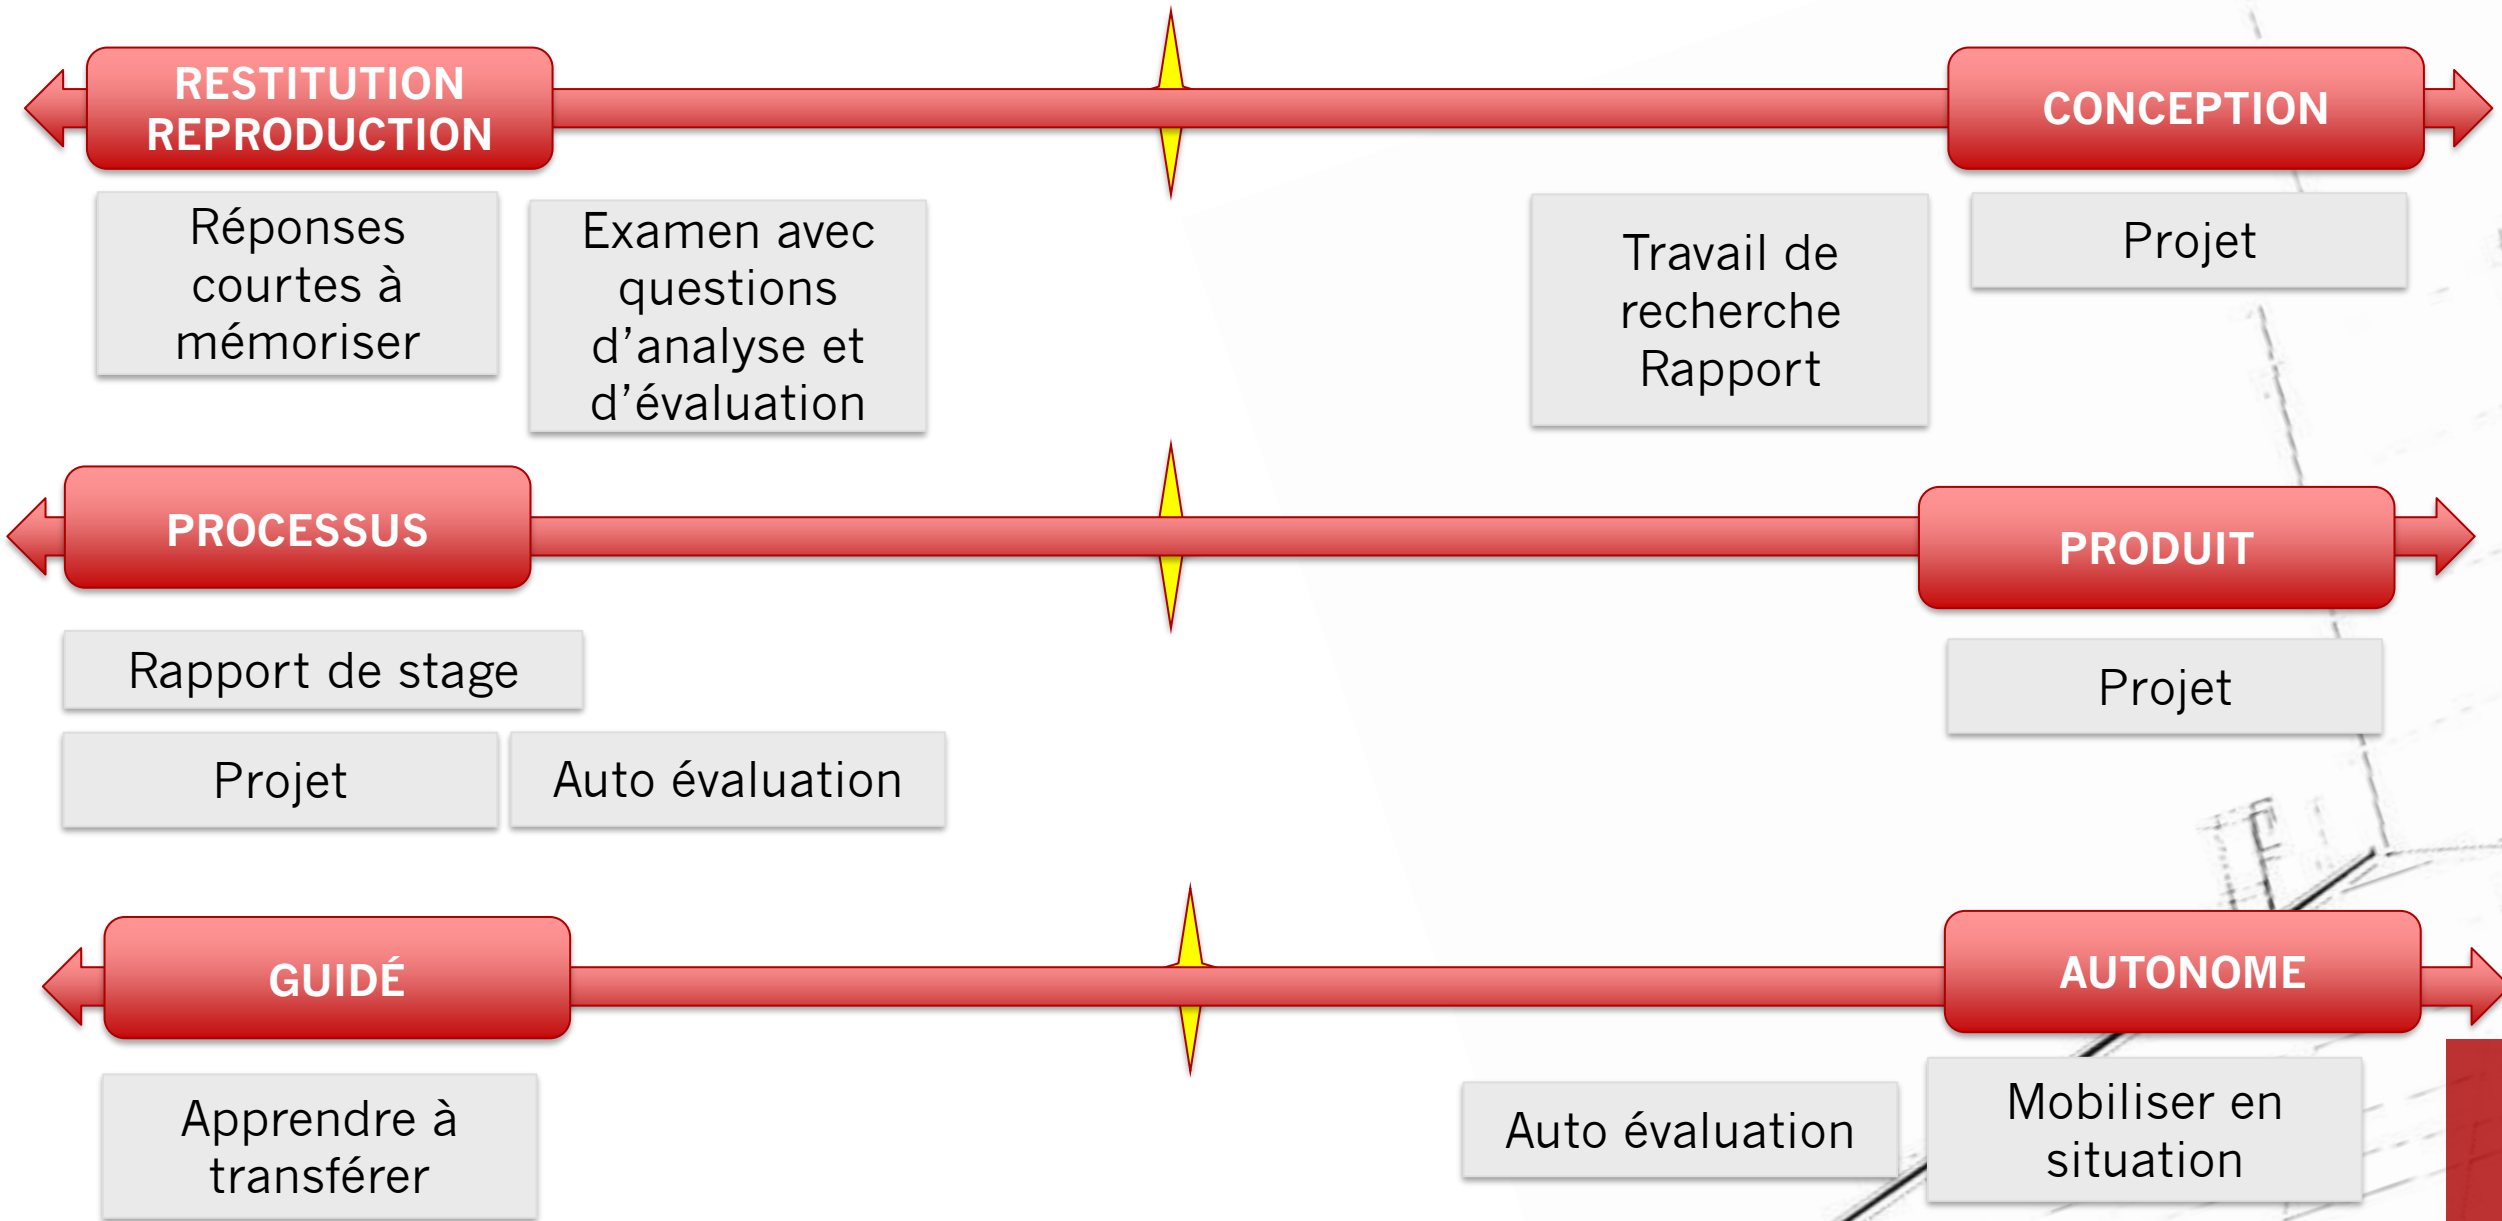 RESTITUTION
REPRODUCTION
CONCEPTION
Réponses
courtes à
mémoriser
Examen avec
questions
d’analyse et
d’évaluation
Travail de
recherche
Rapport
Projet
PROCESSUS
PRODUIT
Rapport de stage
Projet
Auto évaluation
Projet
GUIDÉ
AUTONOME
Apprendre à
transférer
Auto évaluation
Mobiliser en
situation